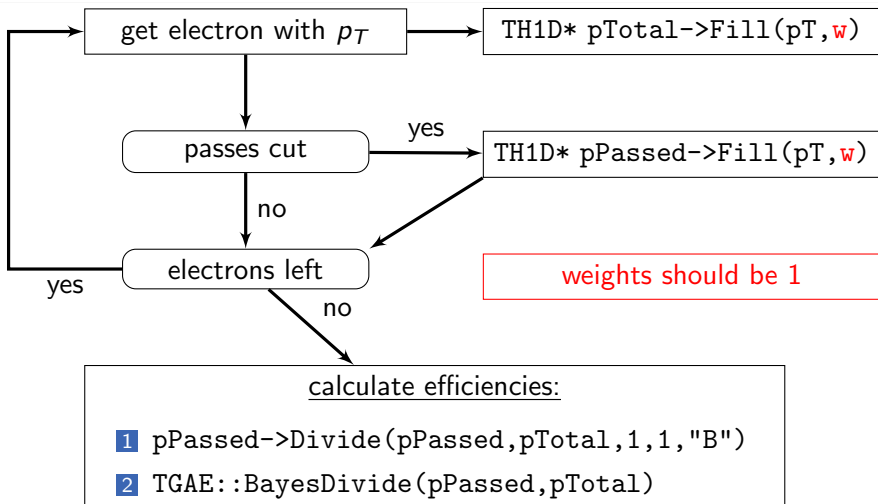 get electron with pT
TH1D* pTotal->Fill(pT,w)
passes cut
yes
TH1D* pPassed->Fill(pT,w)
no
electrons left
yes
weights should be 1
no
calculate efficiencies:
1 pPassed->Divide(pPassed,pTotal,1,1,"B")
2 TGAE::BayesDivide(pPassed,pTotal)